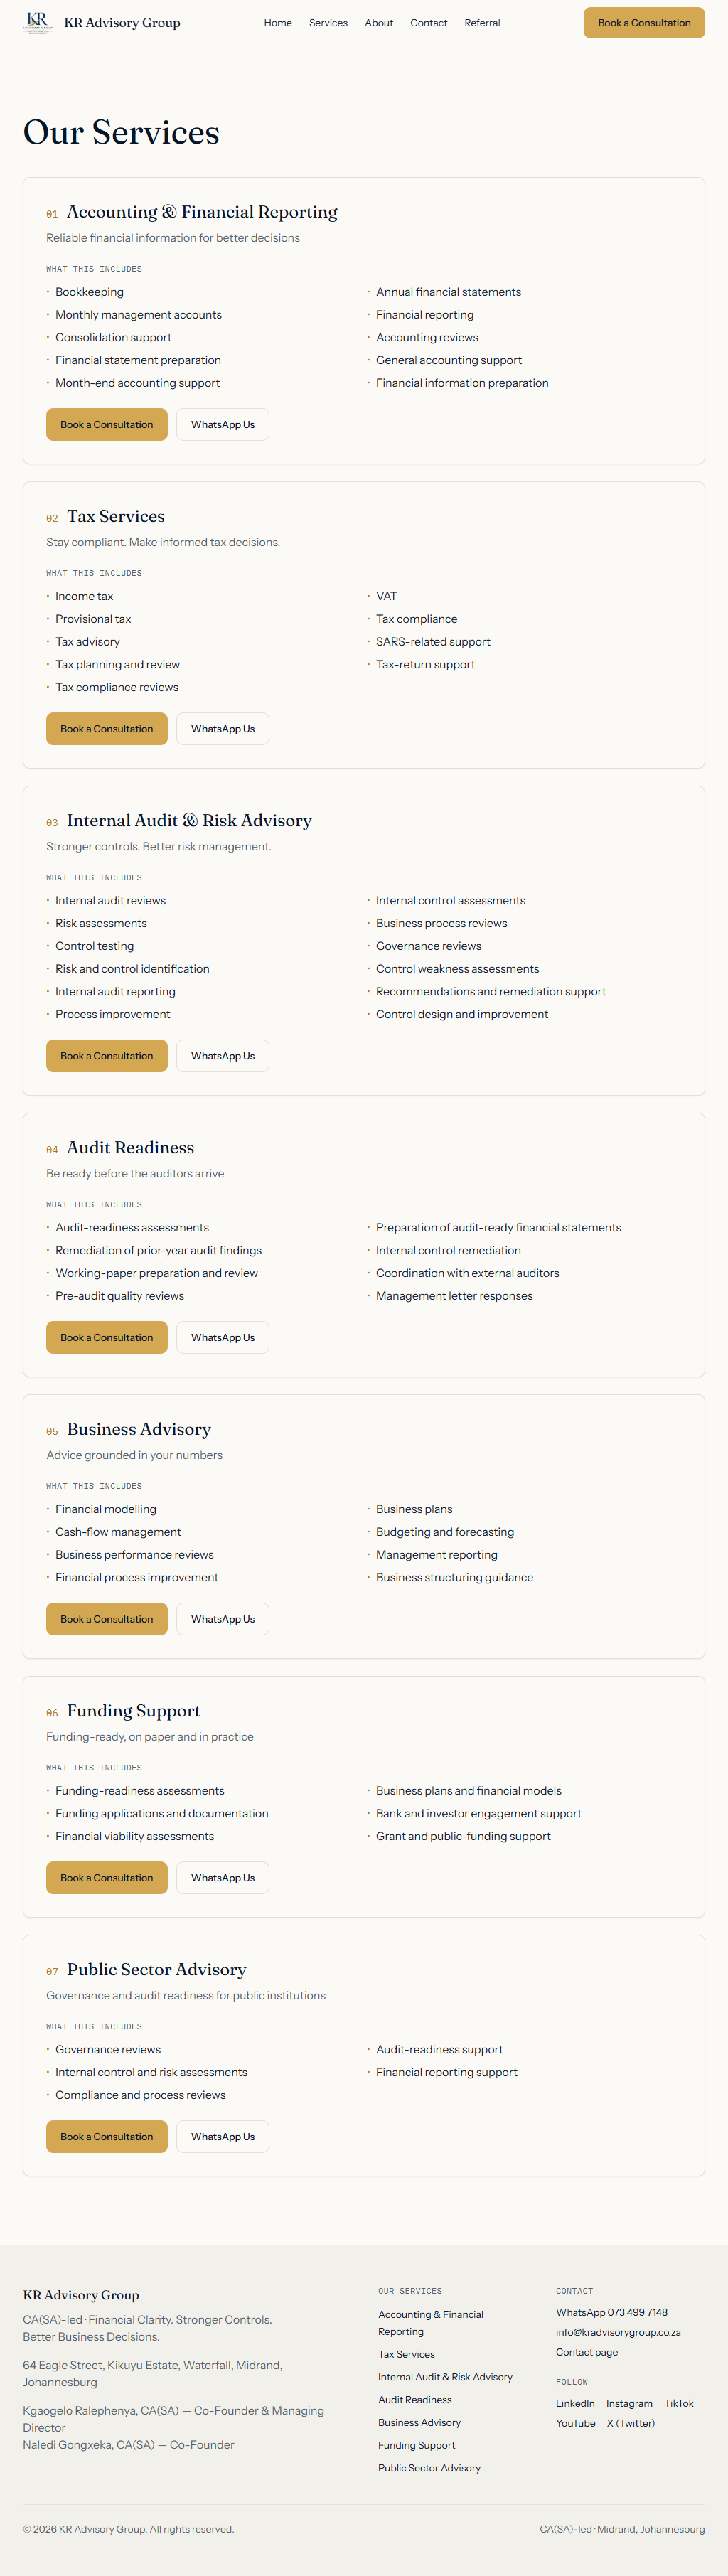 KR
KR Advisory Group
Home
Services
About
Contact
Referral
Book a Consultation
Our Services
01 Accounting & Financial Reporting
Reliable financial information for better decisions
WHAT THIS INCLUDES
· Bookkeeping
· Annual financial statements
· Monthly management accounts
· Financial reporting
· Consolidation support
· Accounting reviews
· Financial statement preparation
· General accounting support
· Month-end accounting support
· Financial information preparation
Book a Consultation
WhatsApp Us
02 Tax Services
Stay compliant. Make informed tax decisions.
WHAT THIS INCLUDES
· Income tax
· VAT
· Provisional tax
· Tax compliance
· Tax advisory
· SARS-related support
· Tax planning and review
· Tax-return support
· Tax compliance reviews
Book a Consultation
WhatsApp Us
03 Internal Audit & Risk Advisory
Stronger controls. Better risk management.
WHAT THIS INCLUDES
· Internal audit reviews
· Internal control assessments
· Risk assessments
· Business process reviews
· Control testing
· Governance reviews
· Risk and control identification
· Control weakness assessments
· Internal audit reporting
· Recommendations and remediation support
· Process improvement
· Control design and improvement
Book a Consultation
WhatsApp Us
04 Audit Readiness
Be ready before the auditors arrive
WHAT THIS INCLUDES
· Audit-readiness assessments
· Preparation of audit-ready financial statements
· Remediation of prior-year audit findings
· Internal control remediation
· Working-paper preparation and review
· Coordination with external auditors
· Pre-audit quality reviews
· Management letter responses
Book a Consultation
WhatsApp Us
05 Business Advisory
Advice grounded in your numbers
WHAT THIS INCLUDES
· Financial modelling
· Business plans
· Cash-flow management
· Budgeting and forecasting
· Business performance reviews
· Management reporting
· Financial process improvement
· Business structuring guidance
Book a Consultation
WhatsApp Us
06 Funding Support
Funding-ready, on paper and in practice
WHAT THIS INCLUDES
· Funding-readiness assessments
· Business plans and financial models
· Funding applications and documentation
· Bank and investor engagement support
· Financial viability assessments
· Grant and public-funding support
Book a Consultation
WhatsApp Us
07 Public Sector Advisory
Governance and audit readiness for public institutions
WHAT THIS INCLUDES
· Governance reviews
· Audit-readiness support
· Internal control and risk assessments
· Financial reporting support
· Compliance and process reviews
Book a Consultation
WhatsApp Us
KR Advisory Group
CA(SA)-led · Financial Clarity. Stronger Controls.
Better Business Decisions.
64 Eagle Street, Kikuyu Estate, Waterfall, Midrand,
Johannesburg
Kgaogelo Ralephenya, CA(SA) — Co-Founder & Managing
Director
Naledi Gongxeka, CA(SA) — Co-Founder
OUR SERVICES
Accounting & Financial
Reporting
Tax Services
Internal Audit & Risk Advisory
Audit Readiness
Business Advisory
Funding Support
Public Sector Advisory
CONTACT
WhatsApp 073 499 7148
info@kradvisorygroup.co.za
Contact page
FOLLOW
LinkedIn
Instagram
TikTok
YouTube
X (Twitter)
© 2026 KR Advisory Group. All rights reserved.
CA(SA)-led · Midrand, Johannesburg